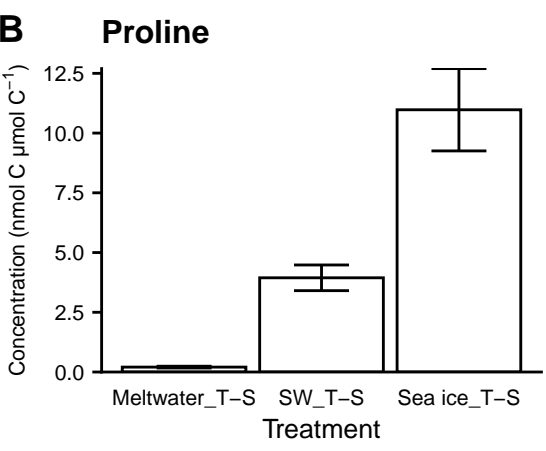 B Proline
Concentration (nmol C µmol C⁻¹)
12.5
10.0
7.5
5.0
2.5
0.0
Meltwater_T−S SW_T−S Sea ice_T−S
Treatment